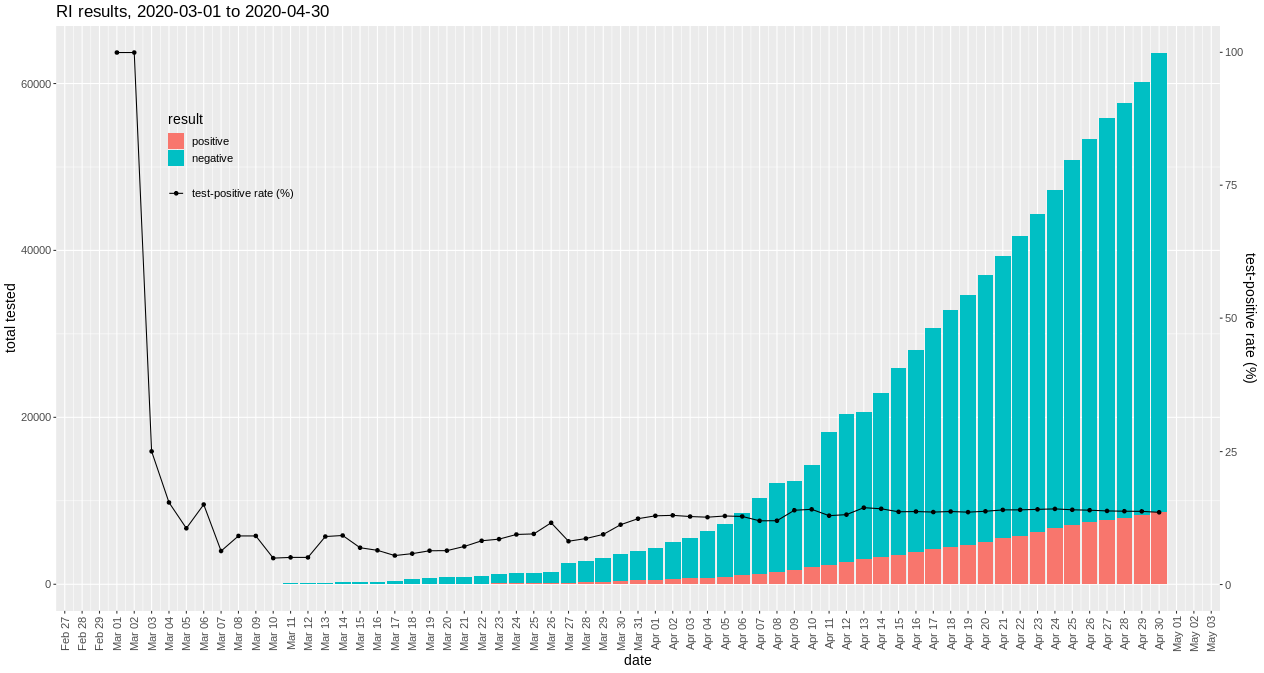 RI results, 2020-03-01 to 2020-04-30
result
positive
negative
test-positive rate (%)
total tested
60000
40000
20000
0
100
75
50
25
0
test-positive rate (%)
Feb 27
Feb 28
Feb 29
Mar 01
Mar 02
Mar 03
Mar 04
Mar 05
Mar 06
Mar 07
Mar 08
Mar 09
Mar 10
Mar 11
Mar 12
Mar 13
Mar 14
Mar 15
Mar 16
Mar 17
Mar 18
Mar 19
Mar 20
Mar 21
Mar 22
Mar 23
Mar 24
Mar 25
Mar 26
Mar 27
Mar 28
Mar 29
Mar 30
Mar 31
Apr 01
Apr 02
Apr 03
Apr 04
Apr 05
Apr 06
Apr 07
Apr 08
Apr 09
Apr 10
Apr 11
Apr 12
Apr 13
Apr 14
Apr 15
Apr 16
Apr 17
Apr 18
Apr 19
Apr 20
Apr 21
Apr 22
Apr 23
Apr 24
Apr 25
Apr 26
Apr 27
Apr 28
Apr 29
Apr 30
May 01
May 02
May 03
date